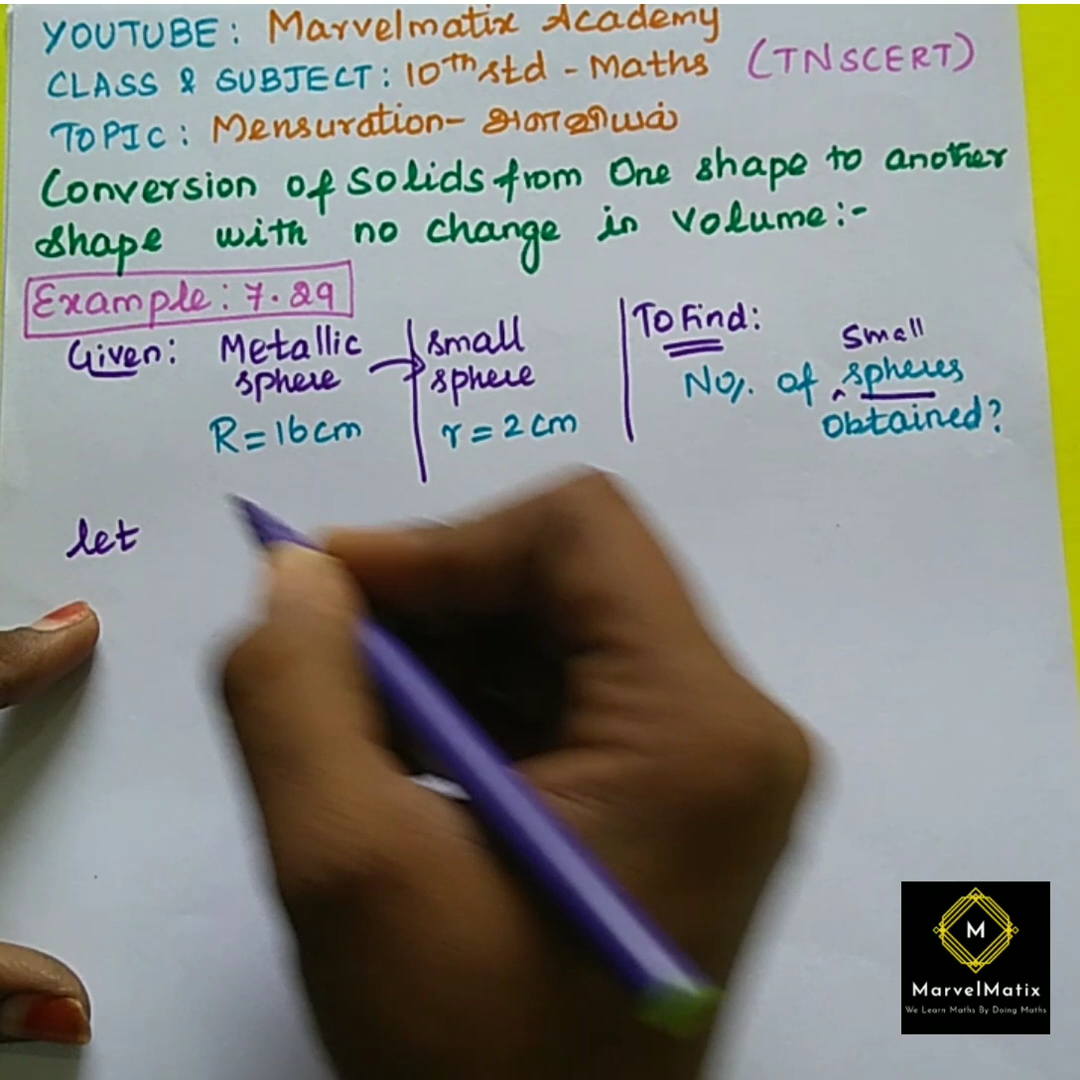 YOUTUBE: Marvelmatix Academy
CLASS & SUBJECT: 10th std - Maths (TNSCERT)
TOPIC: Mensuration- அளவியல்
Conversion of solids from One shape to another
shape with no change in volume:-
Example: 7.29
Given: Metallic sphere → small sphere
R=16cm r=2cm
To Find:
No. of small spheres
obtained?
let
M
MarvelMatix
We Learn Maths By Doing Maths